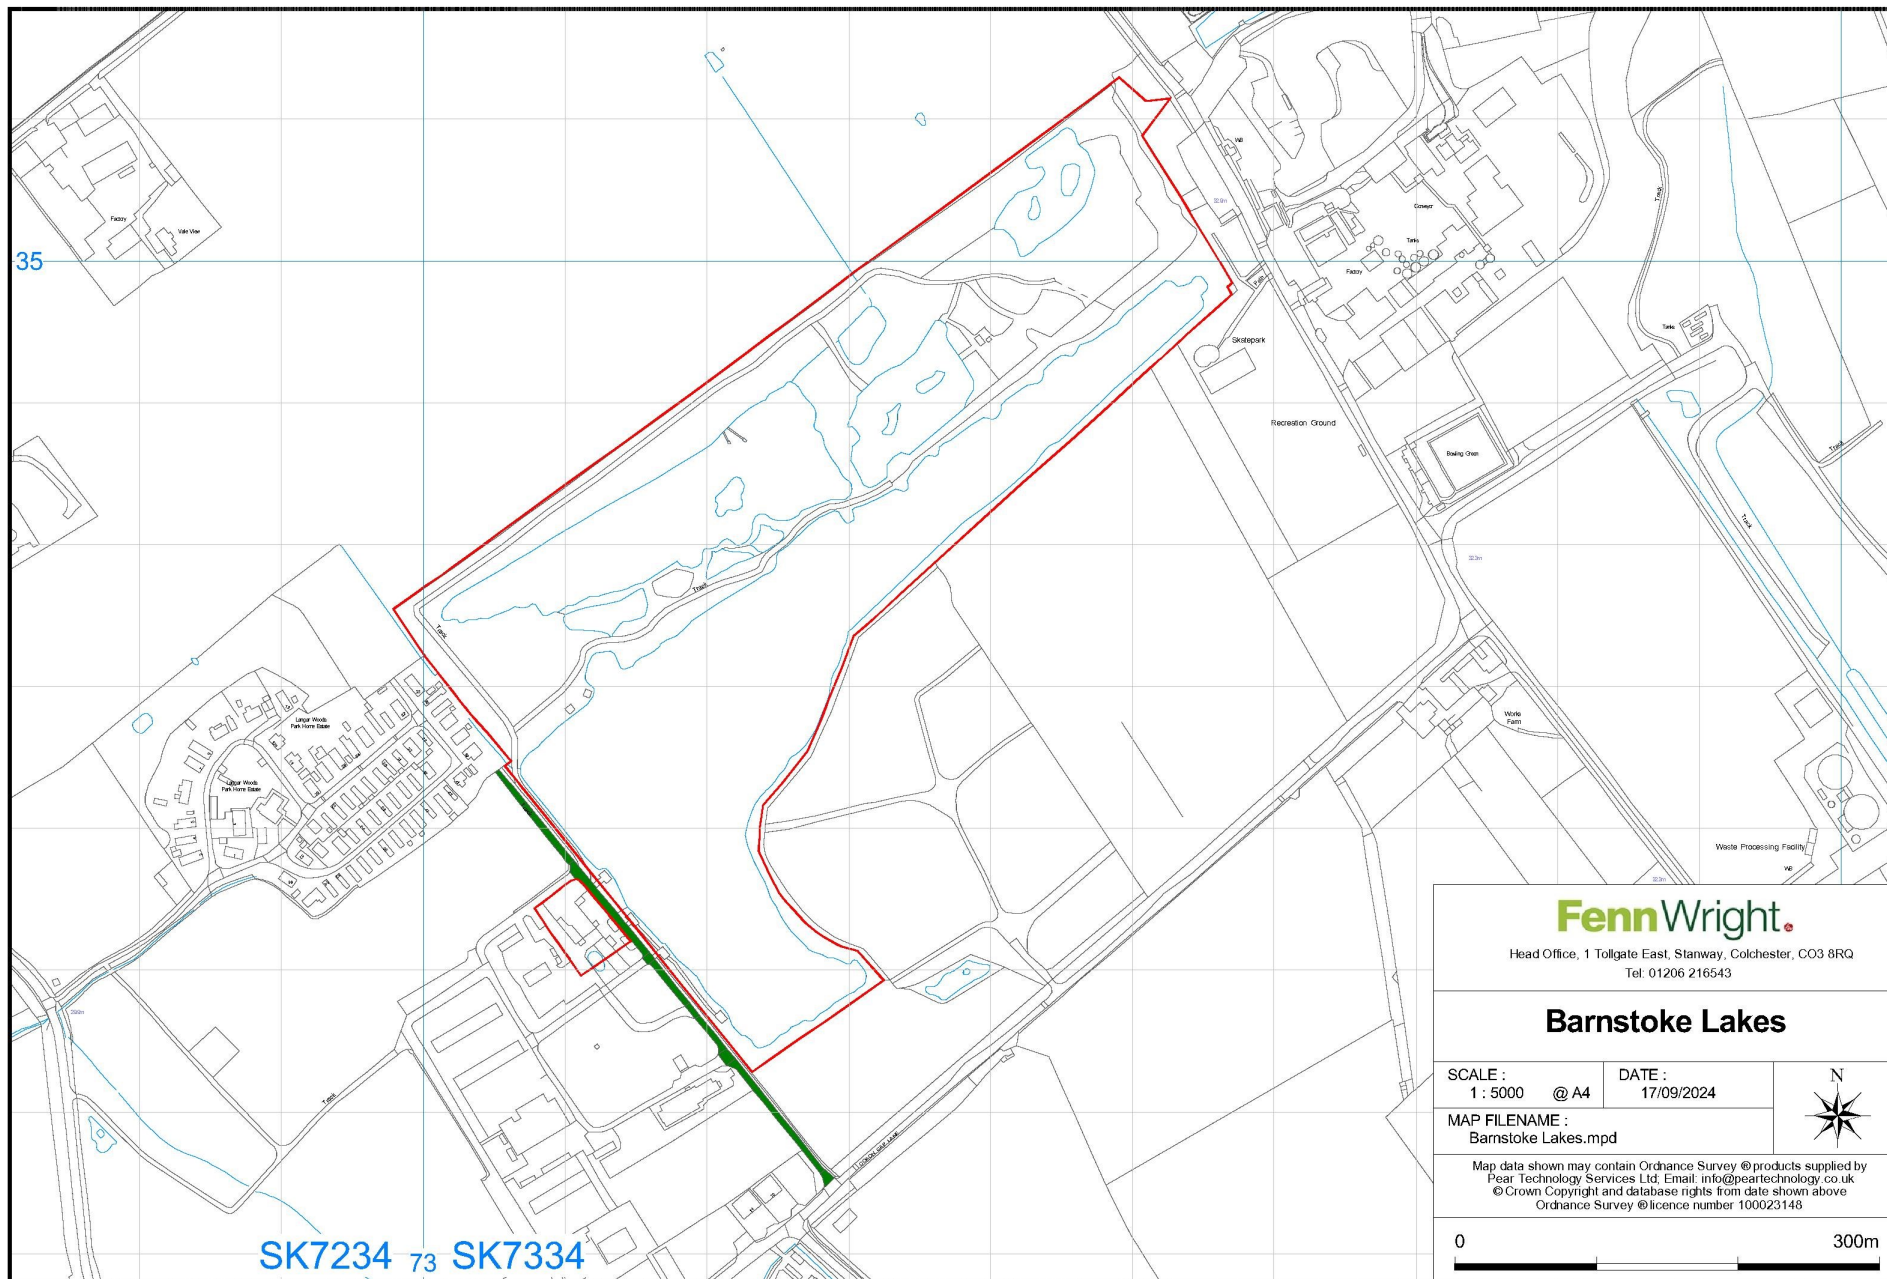 35
Factory
Vale View
WB
Conveyor
Tanks
Factory
Path
Track
Tanks
Skatepark
Recreation Ground
Bowling Green
Track
Track
Track
Track
Langar Woods
Park Home Estate
Langar Woods
Park Home Estate
Works
Farm
Waste Processing Facility
WB
Track
SK7234 73 SK7334
FennWright.
Head Office, 1 Tollgate East, Stanway, Colchester, CO3 8RQ
Tel: 01206 216543
Barnstoke Lakes
SCALE :
1 : 5000 @ A4
DATE :
17/09/2024
N
MAP FILENAME :
Barnstoke Lakes.mpd
Map data shown may contain Ordnance Survey ® products supplied by
Pear Technology Services Ltd; Email: info@peartechnology.co.uk
© Crown Copyright and database rights from date shown above
Ordnance Survey ® licence number 100023148
0 300m